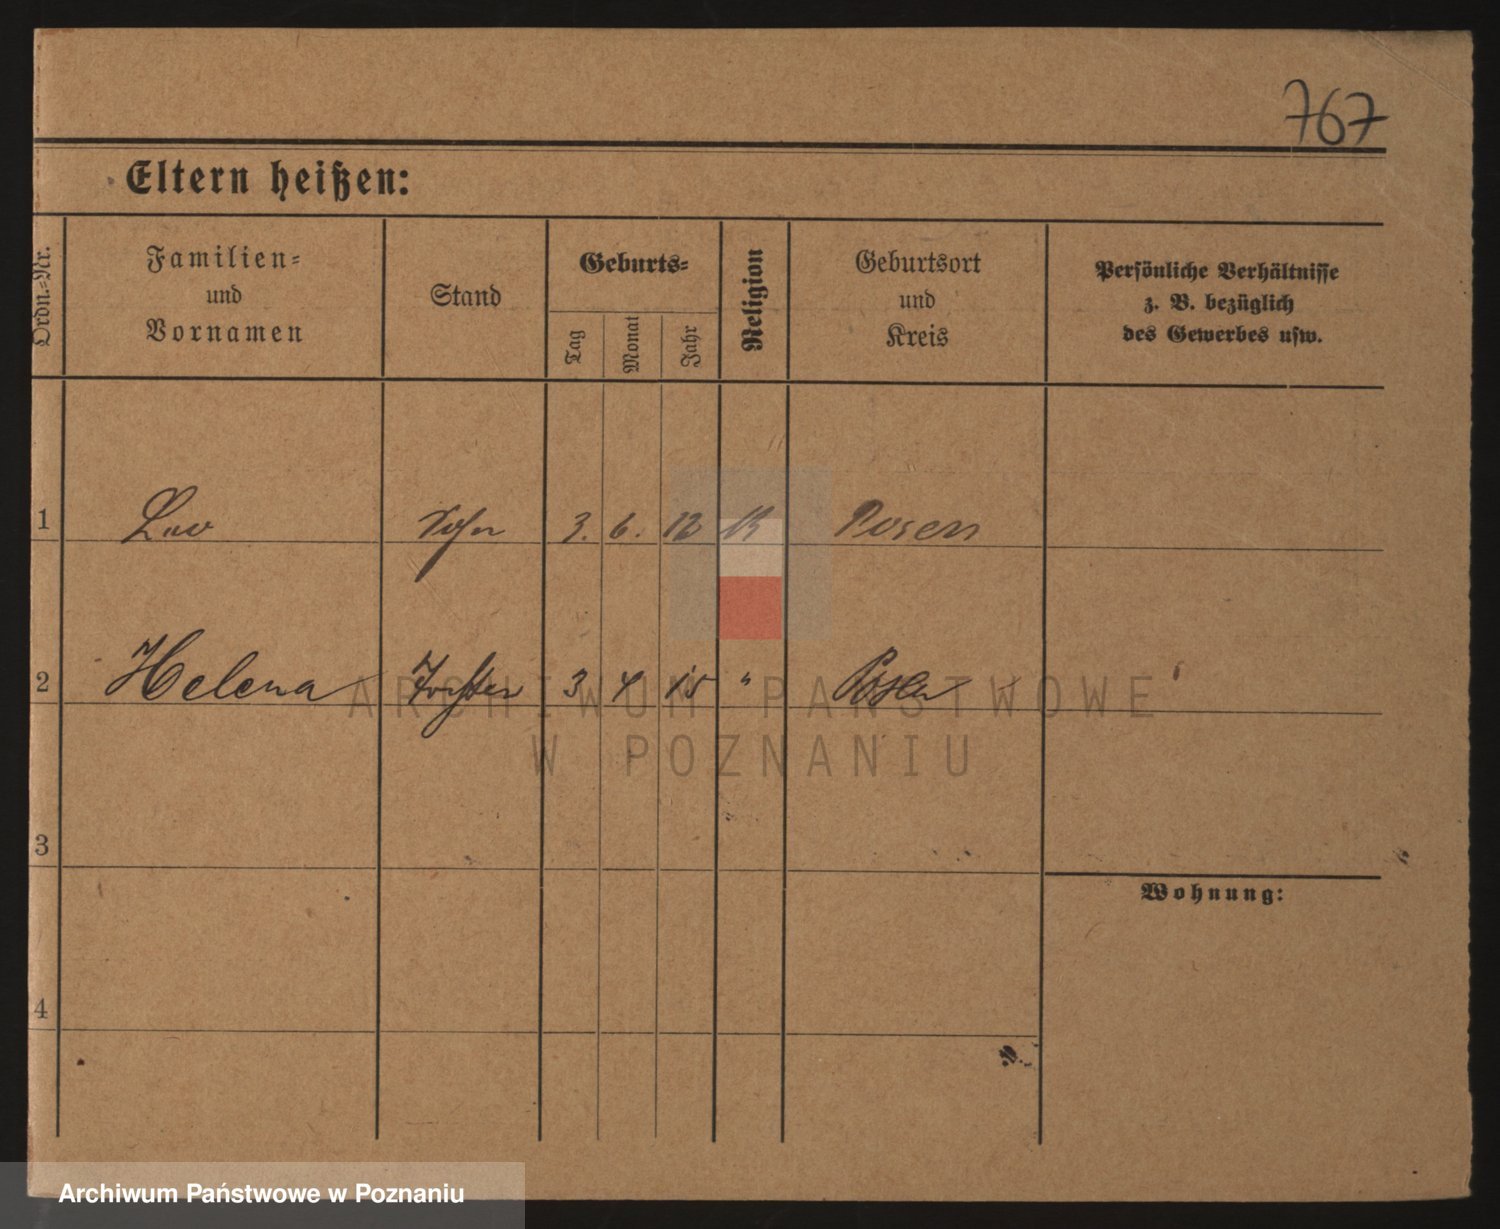 767
Eltern heißen:
Ordn.-Nr.
Familien-
und
Vornamen
Stand
Geburts-
Tag
Monat
Jahr
Religion
Geburtsort
und
Kreis
Persönliche Verhältnisse
z. B. bezüglich
des Gewerbes usw.
1 Leo Sohn 3. 6. 12 Posen
2 Helena Tochter 3 4 15 " Posen
ARCHIWUM PAŃSTWOWE
W POZNANIU
3
Wohnung:
4
Archiwum Państwowe w Poznaniu